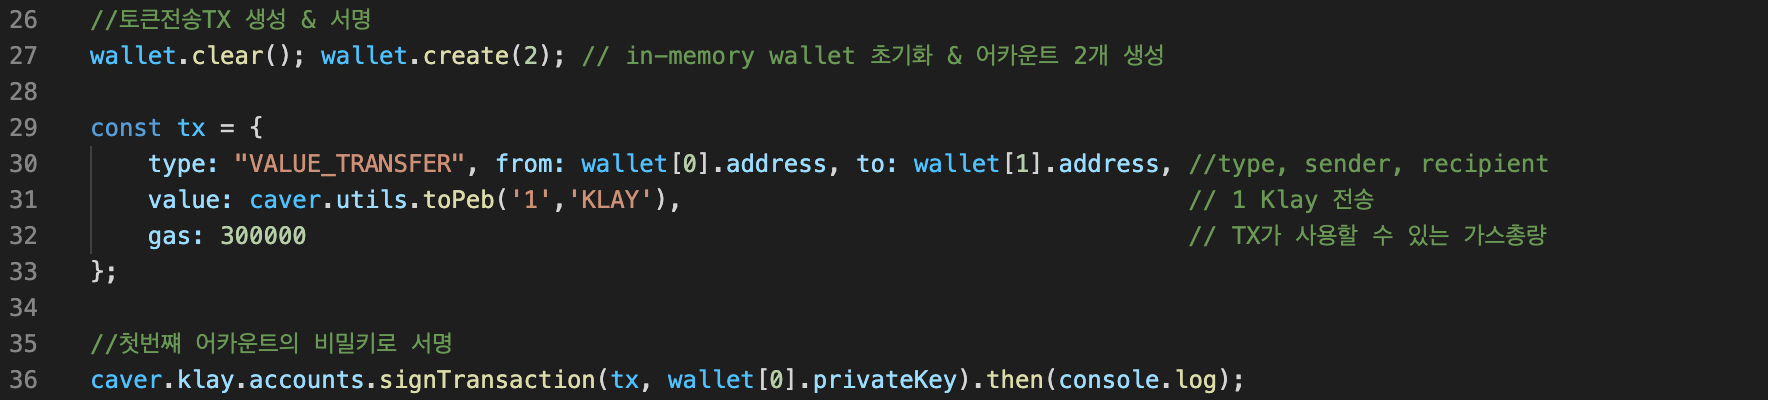 26 //토큰전송TX 생성 & 서명
27 wallet.clear(); wallet.create(2); // in-memory wallet 초기화 & 어카운트 2개 생성
28
29 const tx = {
30 type: "VALUE_TRANSFER", from: wallet[0].address, to: wallet[1].address, //type, sender, recipient
31 value: caver.utils.toPeb('1','KLAY'), // 1 Klay 전송
32 gas: 300000 // TX가 사용할 수 있는 가스총량
33 };
34
35 //첫번째 어카운트의 비밀키로 서명
36 caver.klay.accounts.signTransaction(tx, wallet[0].privateKey).then(console.log);